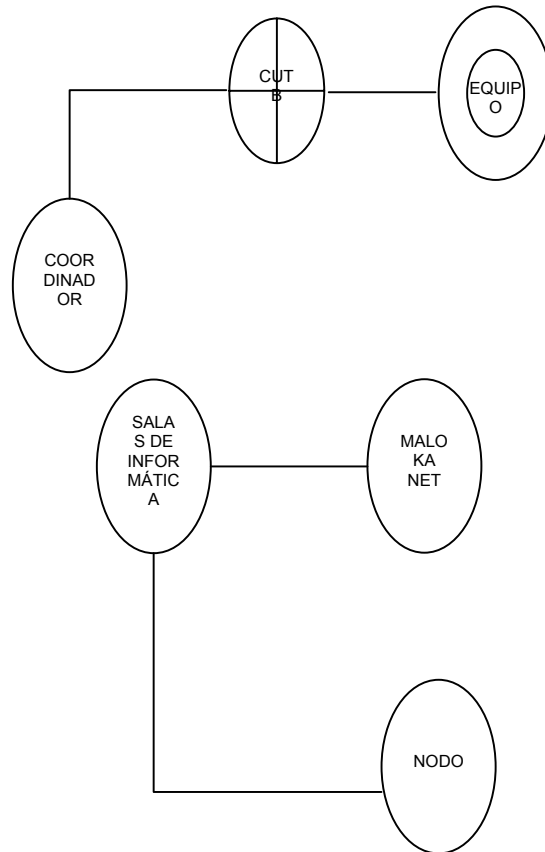 CUT
B
EQUIP
O
COOR
DINAD
OR
SALA
S DE
INFOR
MÁTIC
A
MALO
KA
NET
NODO